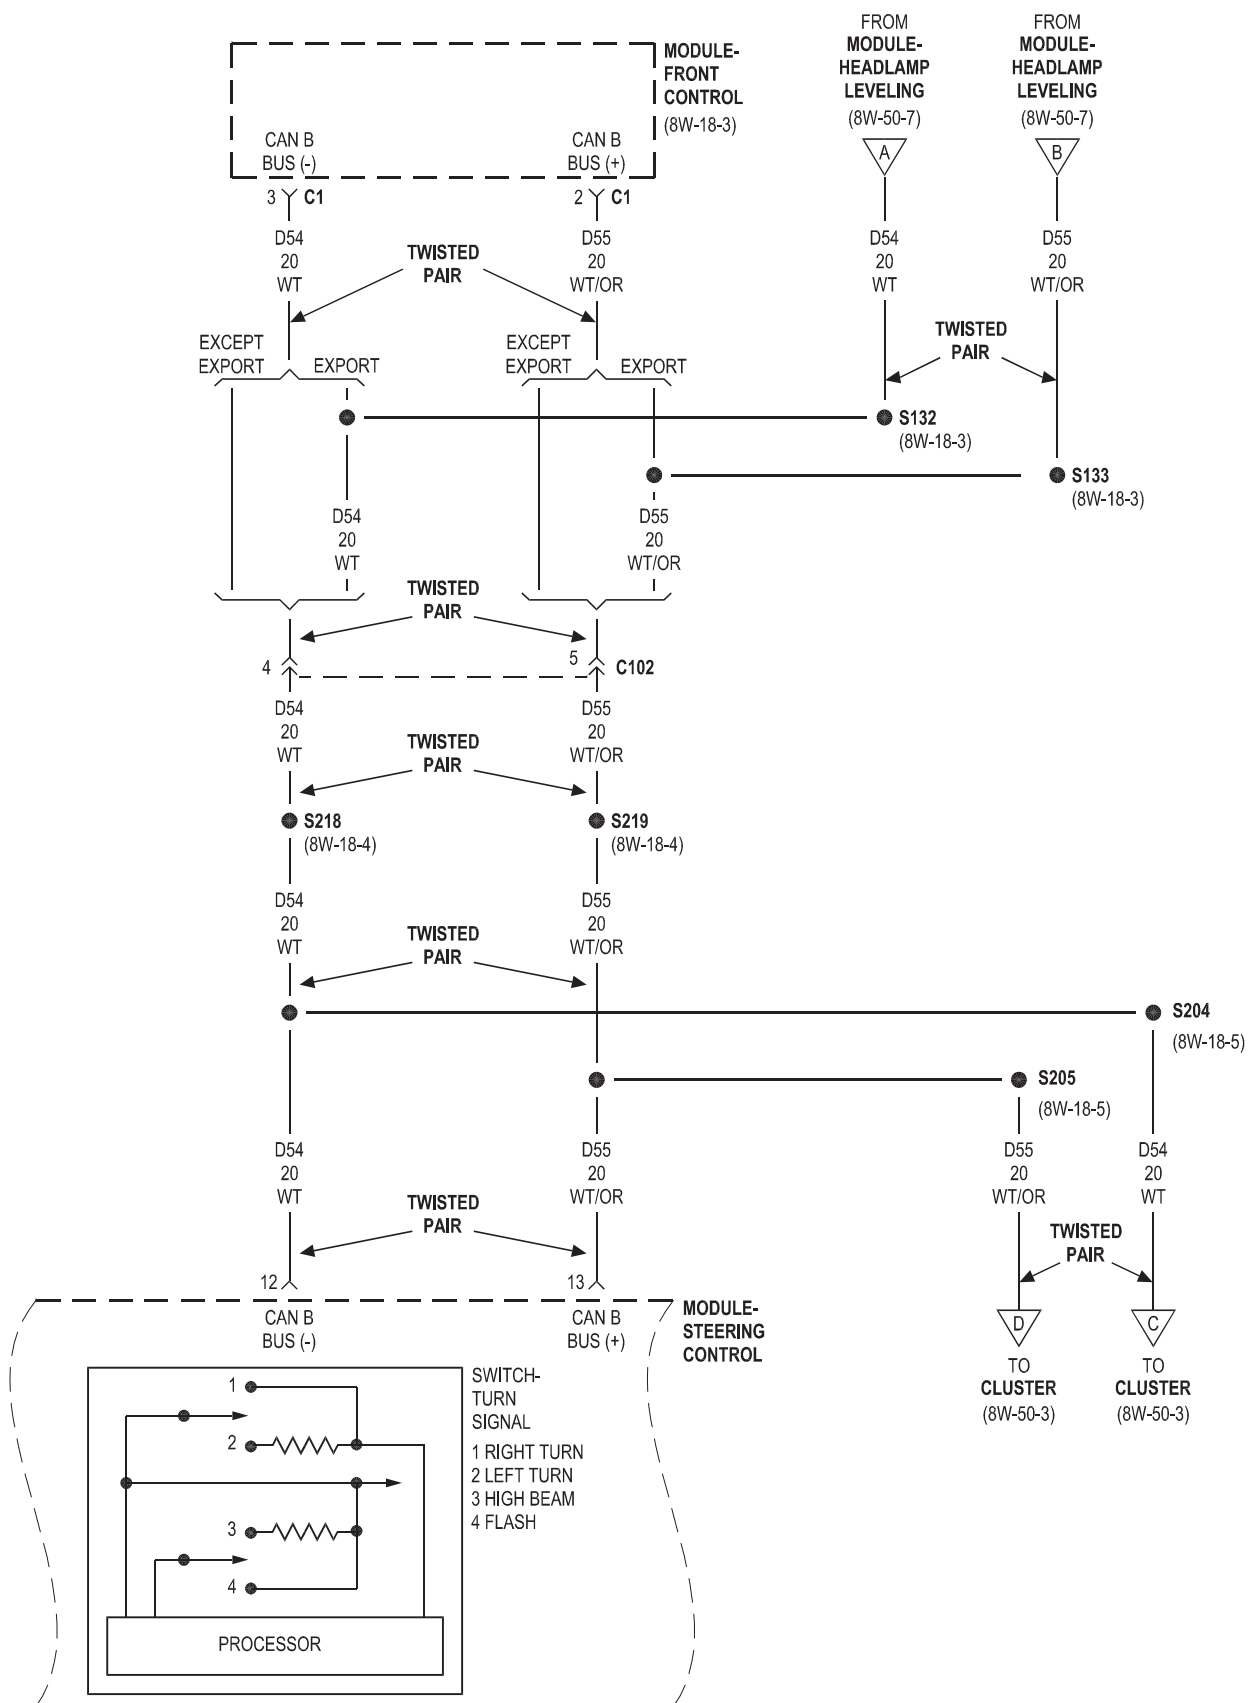 MODULE-
FRONT
CONTROL
(8W-18-3)
CAN B
BUS (-)
CAN B
BUS (+)
3 C1
2 C1
FROM
MODULE-
HEADLAMP
LEVELING
(8W-50-7)
A
FROM
MODULE-
HEADLAMP
LEVELING
(8W-50-7)
B
D54
20
WT
TWISTED
PAIR
D55
20
WT/OR
D54
20
WT
D55
20
WT/OR
TWISTED
PAIR
EXCEPT
EXPORT
EXPORT
EXCEPT
EXPORT
EXPORT
S132
(8W-18-3)
S133
(8W-18-3)
D54
20
WT
D55
20
WT/OR
TWISTED
PAIR
4
5
C102
D54
20
WT
TWISTED
PAIR
D55
20
WT/OR
S218
(8W-18-4)
S219
(8W-18-4)
D54
20
WT
TWISTED
PAIR
D55
20
WT/OR
S204
(8W-18-5)
S205
(8W-18-5)
D54
20
WT
TWISTED
PAIR
D55
20
WT/OR
D55
20
WT/OR
D54
20
WT
TWISTED
PAIR
12
13
D
TO
CLUSTER
(8W-50-3)
C
TO
CLUSTER
(8W-50-3)
CAN B
BUS (-)
CAN B
BUS (+)
MODULE-
STEERING
CONTROL
SWITCH-
TURN
SIGNAL
1 RIGHT TURN
2 LEFT TURN
3 HIGH BEAM
4 FLASH
1
2
3
4
PROCESSOR